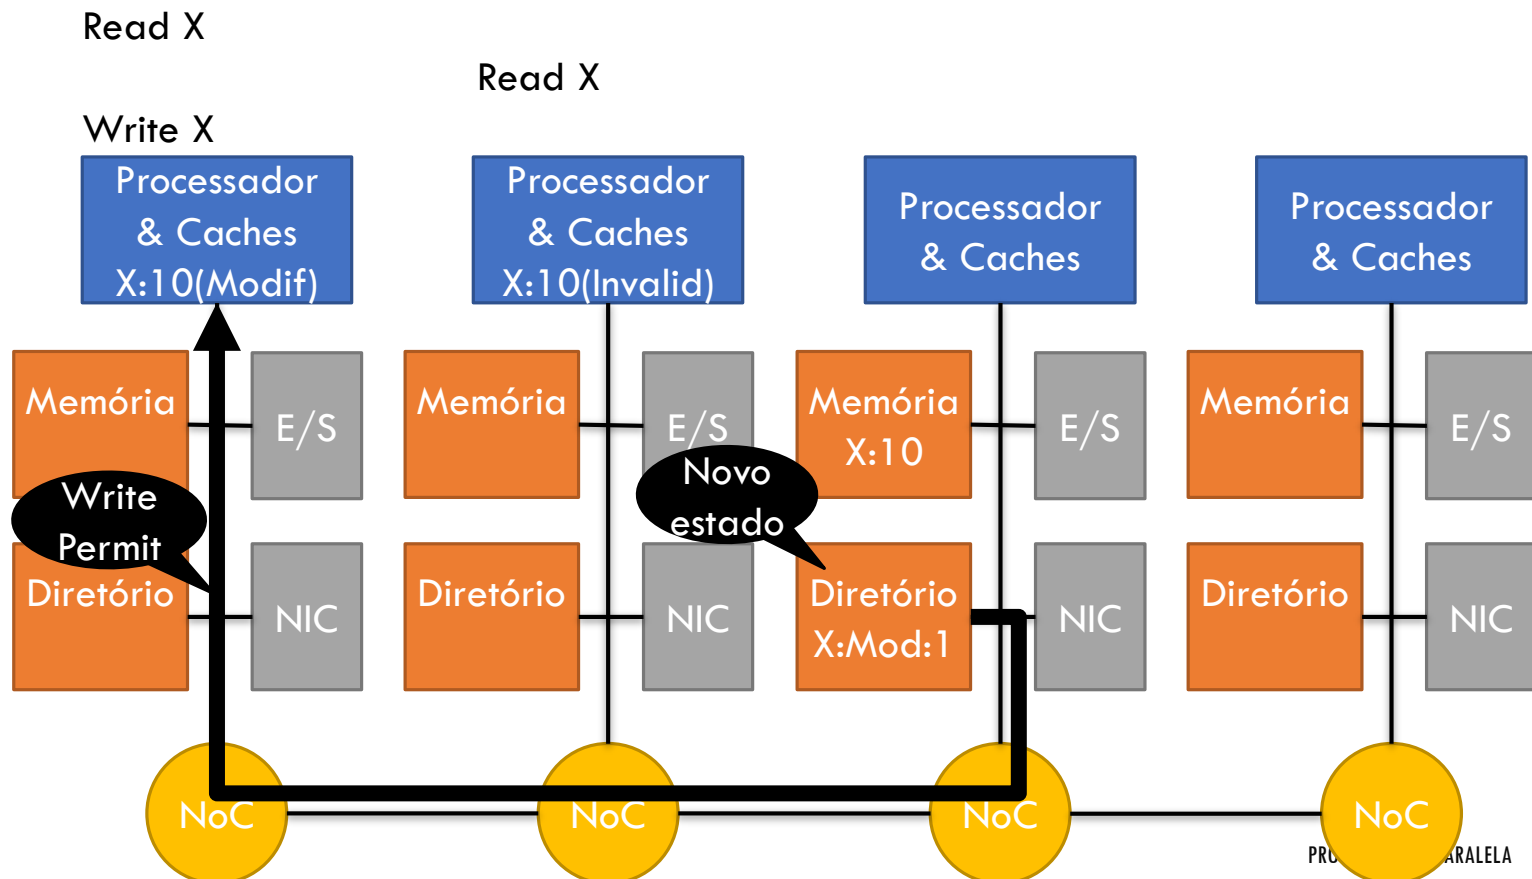 Read X
Read X
Write X
Processador
& Caches
X:10(Modif)
Processador
& Caches
X:10(Invalid)
Processador
& Caches
Processador
& Caches
Memória
E/S
Memória
E/S
Memória
X:10
E/S
Memória
E/S
Write
Permit
Novo
estado
Diretório
NIC
Diretório
NIC
Diretório
X:Mod:1
NIC
Diretório
NIC
NoC
NoC
NoC
NoC